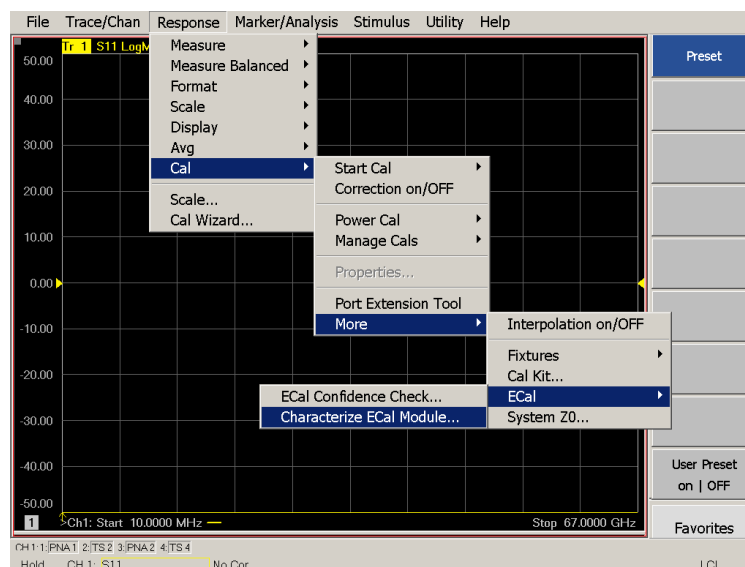 File Trace/Chan Response Marker/Analysis Stimulus Utility Help
Tr 1 S11 LogM
50.00
40.00
30.00
20.00
10.00
0.00
-10.00
-20.00
-30.00
-40.00
-50.00
Measure
Measure Balanced
Format
Scale
Display
Avg
Cal
Scale...
Cal Wizard...
Start Cal
Correction on/OFF
Power Cal
Manage Cals
Properties...
Port Extension Tool
More
Interpolation on/OFF
Fixtures
Cal Kit...
ECal
System Z0...
ECal Confidence Check...
Characterize ECal Module...
Preset
User Preset
on | OFF
Favorites
1 >Ch1: Start 10.0000 MHz — Stop 67.0000 GHz
CH 1: 1: PNA 1 2: TS 2 3: PNA 2 4: TS 4
Hold CH 1: S11 No Cor LCL